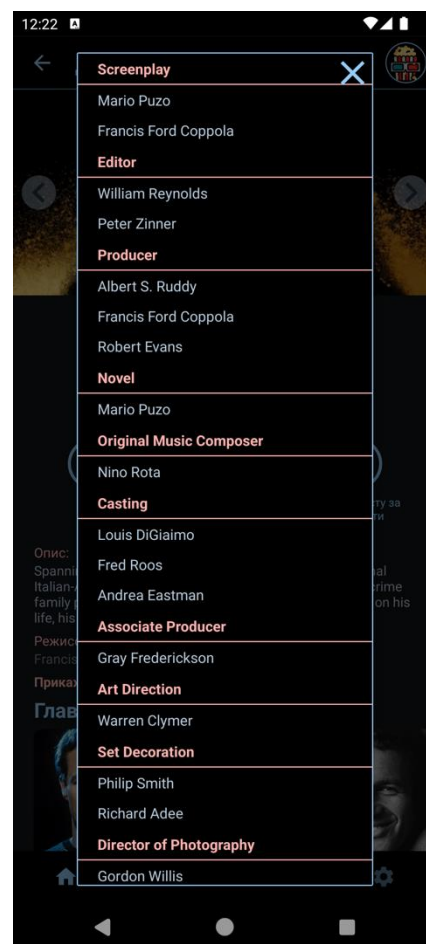 12:22
Screenplay
Mario Puzo
Francis Ford Coppola
Editor
William Reynolds
Peter Zinner
Producer
Albert S. Ruddy
Francis Ford Coppola
Robert Evans
Novel
Mario Puzo
Original Music Composer
Nino Rota
Casting
Louis DiGiaimo
Fred Roos
Andrea Eastman
Associate Producer
Gray Frederickson
Art Direction
Warren Clymer
Set Decoration
Philip Smith
Richard Adee
Director of Photography
Gordon Willis
Опис:
Spanni
Italian-A
crime
family p
on his
life, his
Режис
Francis
Прика
Глав